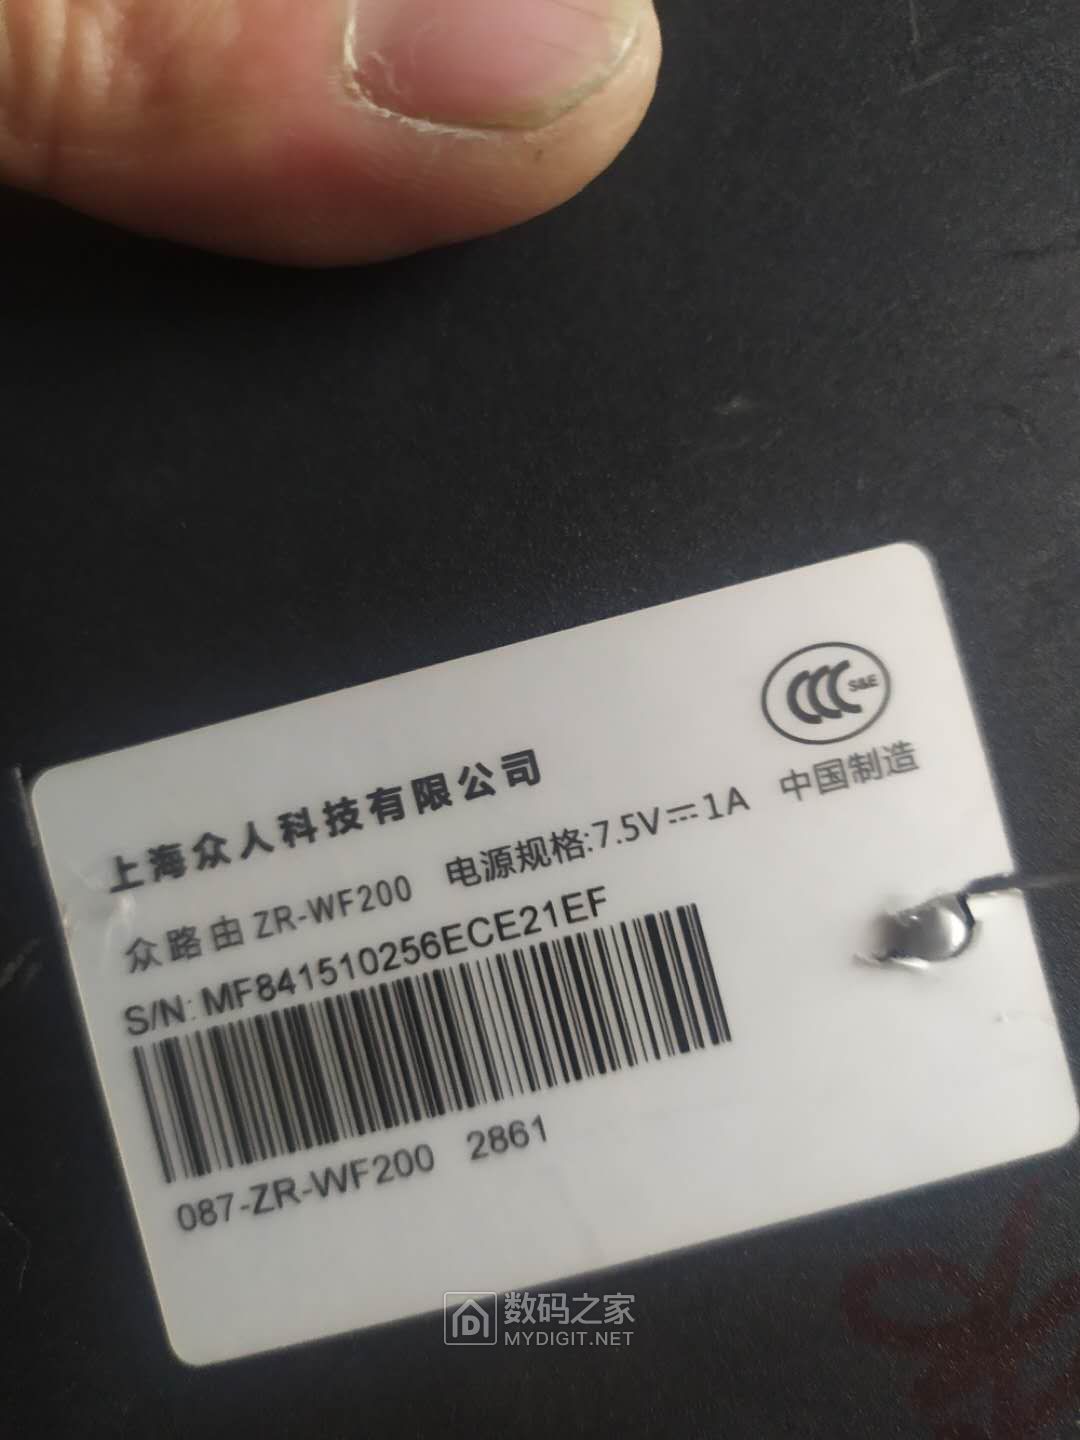 CCC S&E
中国制造
上海众人科技有限公司
众路由 ZR-WF200 电源规格:7.5V⎓1A
S/N: MF841510256ECE21EF
087-ZR-WF200 2861
数码之家
MYDIGIT.NET